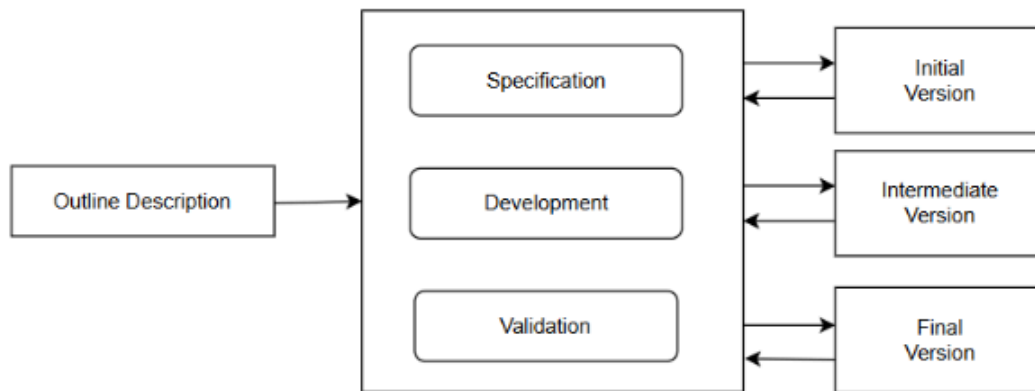 Outline Description
Specification
Development
Validation
Initial
Version
Intermediate
Version
Final
Version